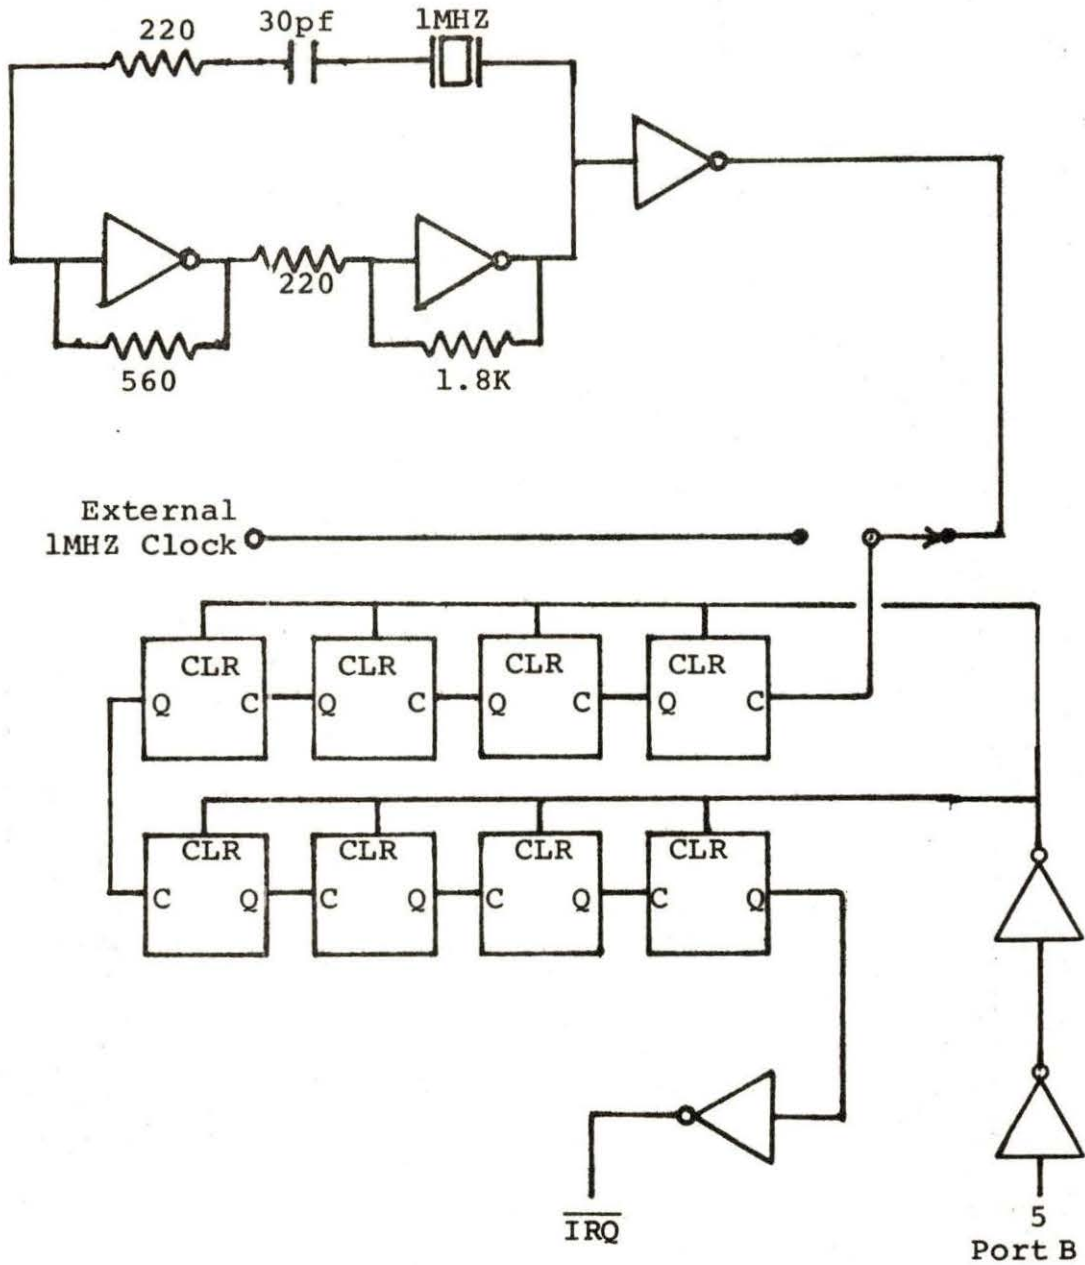 220
30pf
1MHZ
220
560
1.8K
External
1MHZ Clock
CLR
CLR
CLR
CLR
Q C
Q C
Q C
Q C
CLR
CLR
CLR
CLR
C Q
C Q
C Q
C Q
IRQ
5
Port B